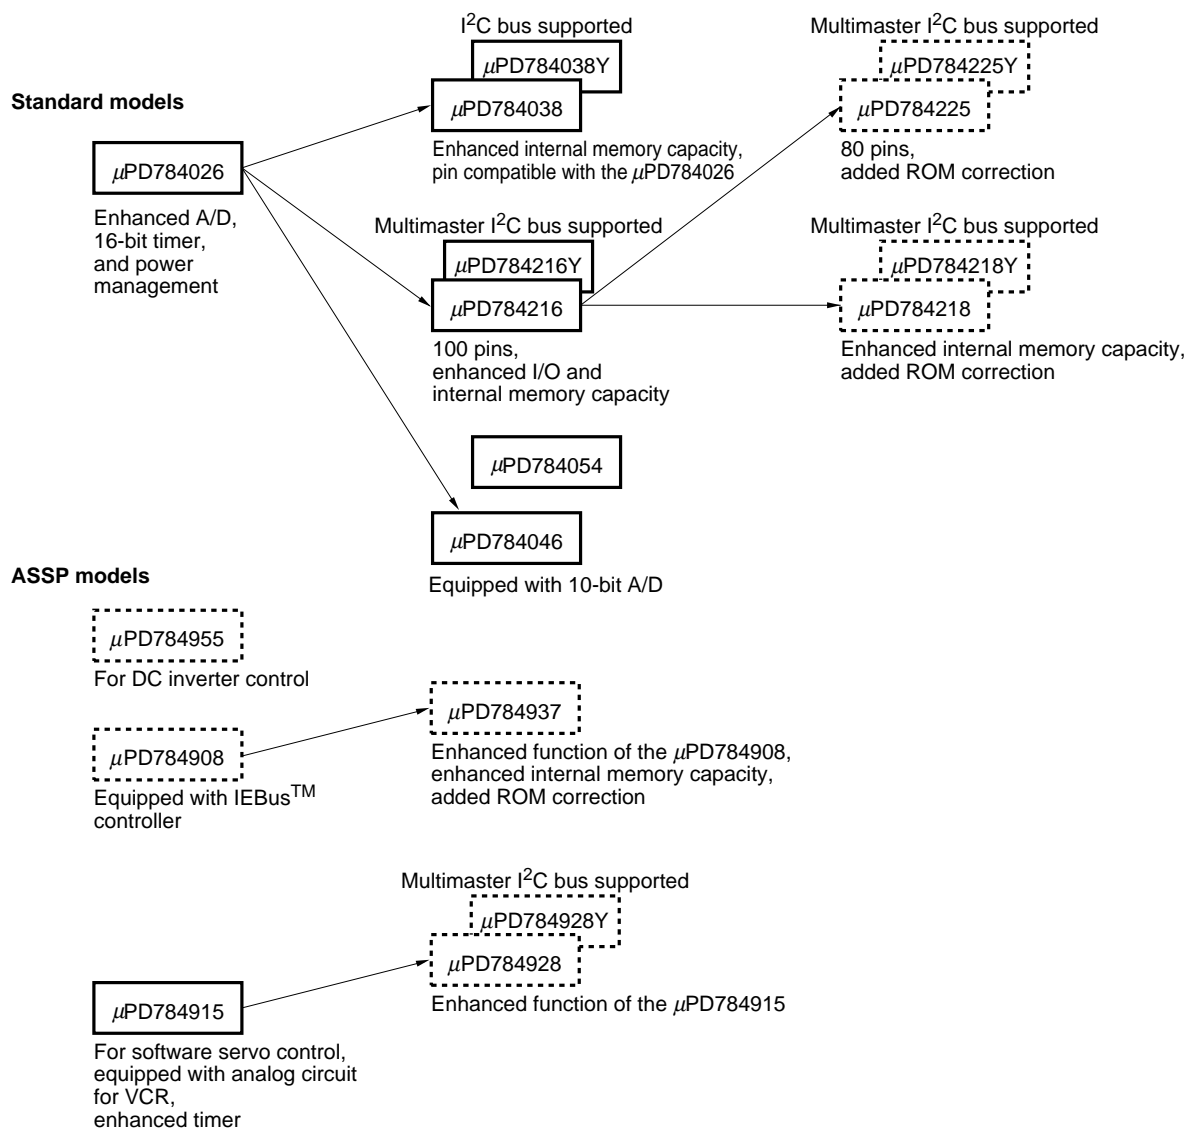 I²C bus supported
μPD784038Y
μPD784038
Enhanced internal memory capacity,
pin compatible with the μPD784026
Multimaster I²C bus supported
μPD784225Y
μPD784225
80 pins,
added ROM correction
Standard models
μPD784026
Enhanced A/D,
16-bit timer,
and power
management
Multimaster I²C bus supported
μPD784216Y
μPD784216
100 pins,
enhanced I/O and
internal memory capacity
Multimaster I²C bus supported
μPD784218Y
μPD784218
Enhanced internal memory capacity,
added ROM correction
μPD784054
μPD784046
Equipped with 10-bit A/D
ASSP models
μPD784955
For DC inverter control
μPD784908
Equipped with IEBus™
controller
μPD784937
Enhanced function of the μPD784908,
enhanced internal memory capacity,
added ROM correction
Multimaster I²C bus supported
μPD784928Y
μPD784928
Enhanced function of the μPD784915
μPD784915
For software servo control,
equipped with analog circuit
for VCR,
enhanced timer